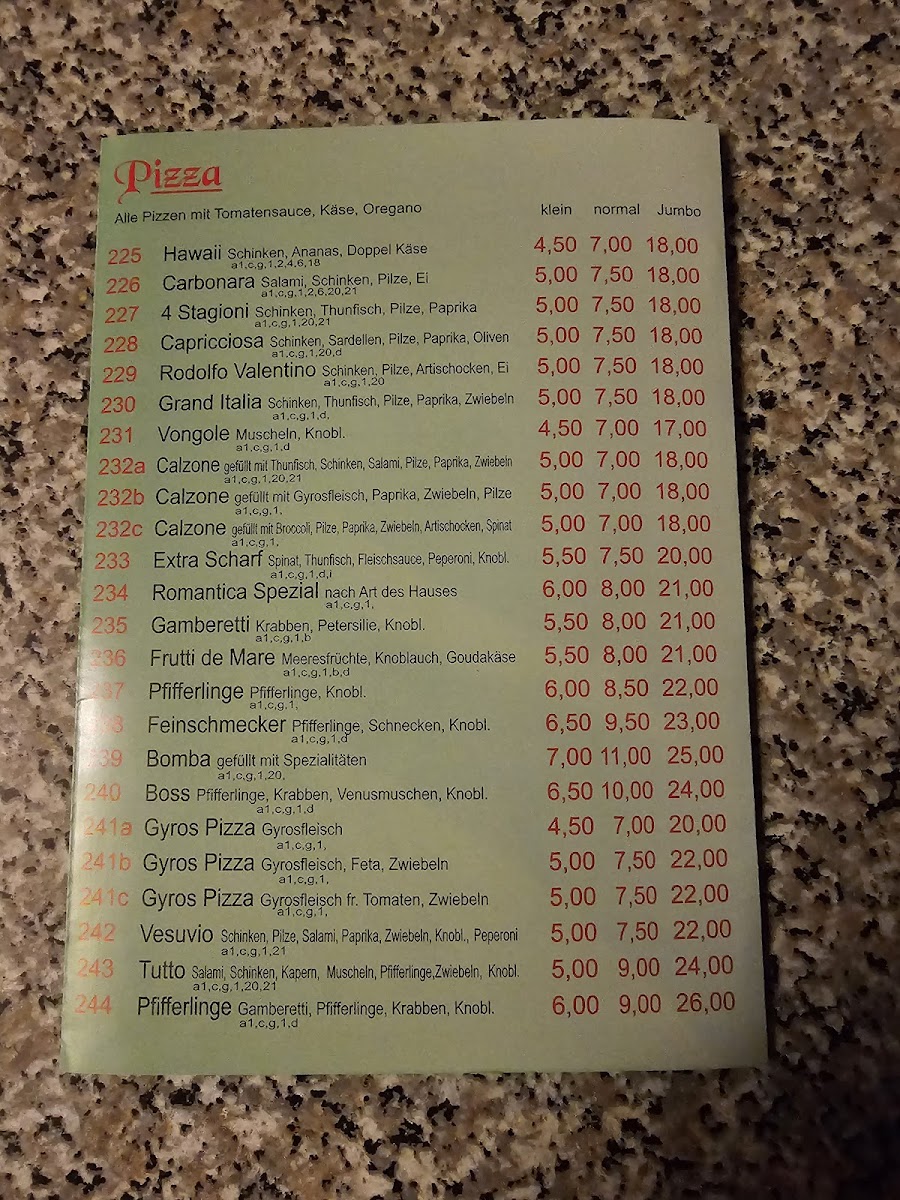 Pizza
Alle Pizzen mit Tomatensauce, Käse, Oregano klein normal Jumbo
225 Hawaii Schinken, Ananas, Doppel Käse 4,50 7,00 18,00
a1,c,g,1,2,4,6,18
226 Carbonara Salami, Schinken, Pilze, Ei 5,00 7,50 18,00
a1,c,g,1,2,6,20,21
227 4 Stagioni Schinken, Thunfisch, Pilze, Paprika 5,00 7,50 18,00
a1,c,g,1,20,21
228 Capricciosa Schinken, Sardellen, Pilze, Paprika, Oliven 5,00 7,50 18,00
a1,c,g,1,20,d
229 Rodolfo Valentino Schinken, Pilze, Artischocken, Ei 5,00 7,50 18,00
a1,c,g,1,20
230 Grand Italia Schinken, Thunfisch, Pilze, Paprika, Zwiebeln 5,00 7,50 18,00
a1,c,g,1,d,
231 Vongole Muscheln, Knobl. 4,50 7,00 17,00
a1,c,g,1,d
232a Calzone gefüllt mit Thunfisch, Schinken, Salami, Pilze, Paprika, Zwiebeln 5,00 7,00 18,00
a1,c,g,1,20,21
232b Calzone gefüllt mit Gyrosfleisch, Paprika, Zwiebeln, Pilze 5,00 7,00 18,00
a1,c,g,1,
232c Calzone gefüllt mit Broccoli, Pilze, Paprika, Zwiebeln, Artischocken, Spinat 5,00 7,00 18,00
a1,c,g,1,
233 Extra Scharf Spinat, Thunfisch, Fleischsauce, Peperoni, Knobl. 5,50 7,50 20,00
a1,c,g,1,d,i
234 Romantica Spezial nach Art des Hauses 6,00 8,00 21,00
a1,c,g,1,
235 Gamberetti Krabben, Petersilie, Knobl. 5,50 8,00 21,00
a1,c,g,1,b
236 Frutti de Mare Meeresfrüchte, Knoblauch, Goudakäse 5,50 8,00 21,00
a1,c,g,1,b,d
237 Pfifferlinge Pfifferlinge, Knobl. 6,00 8,50 22,00
a1,c,g,1,
238 Feinschmecker Pfifferlinge, Schnecken, Knobl. 6,50 9,50 23,00
a1,c,g,1,d
239 Bomba gefüllt mit Spezialitäten 7,00 11,00 25,00
a1,c,g,1,20,
240 Boss Pfifferlinge, Krabben, Venusmuschen, Knobl. 6,50 10,00 24,00
a1,c,g,1,d
241a Gyros Pizza Gyrosfleisch 4,50 7,00 20,00
a1,c,g,1,
241b Gyros Pizza Gyrosfleisch, Feta, Zwiebeln 5,00 7,50 22,00
a1,c,g,1,
241c Gyros Pizza Gyrosfleisch fr. Tomaten, Zwiebeln 5,00 7,50 22,00
a1,c,g,1,
242 Vesuvio Schinken, Pilze, Salami, Paprika, Zwiebeln, Knobl., Peperoni 5,00 7,50 22,00
a1,c,g,1,21
243 Tutto Salami, Schinken, Kapern, Muscheln, Pfifferlinge,Zwiebeln, Knobl. 5,00 9,00 24,00
a1,c,g,1,20,21
244 Pfifferlinge Gamberetti, Pfifferlinge, Krabben, Knobl. 6,00 9,00 26,00
a1,c,g,1,d